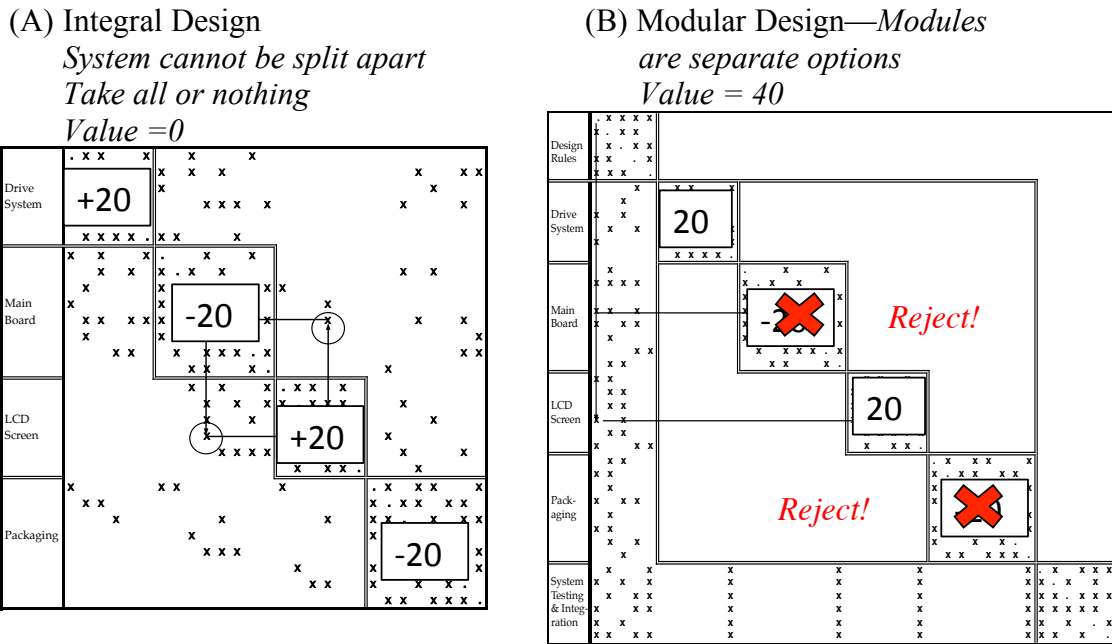 (A) Integral Design
System cannot be split apart
Take all or nothing
Value =0
Drive
System
+20
Main
Board
-20
LCD
Screen
+20
Packaging
-20
(B) Modular Design—Modules
are separate options
Value = 40
Design
Rules
Drive
System
20
Main
Board
Reject!
LCD
Screen
20
Pack-
aging
Reject!
System
Testing
& Integ-
ration